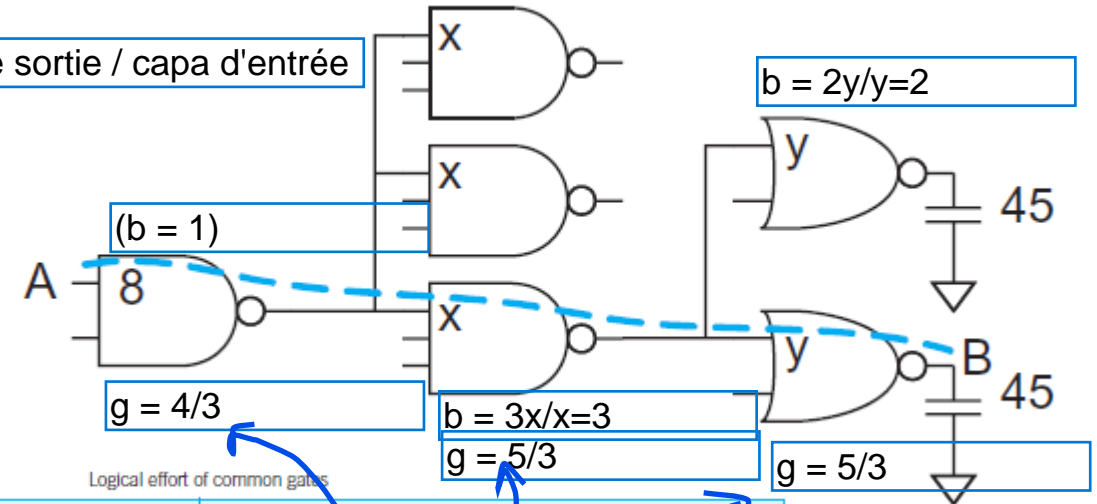 x
e sortie / capa d'entrée
b = 2y/y=2
y
x
45
(b = 1)
A
8
x
y
B
45
g = 4/3
b = 3x/x=3
g = 5/3
g = 5/3
Logical effort of common gates